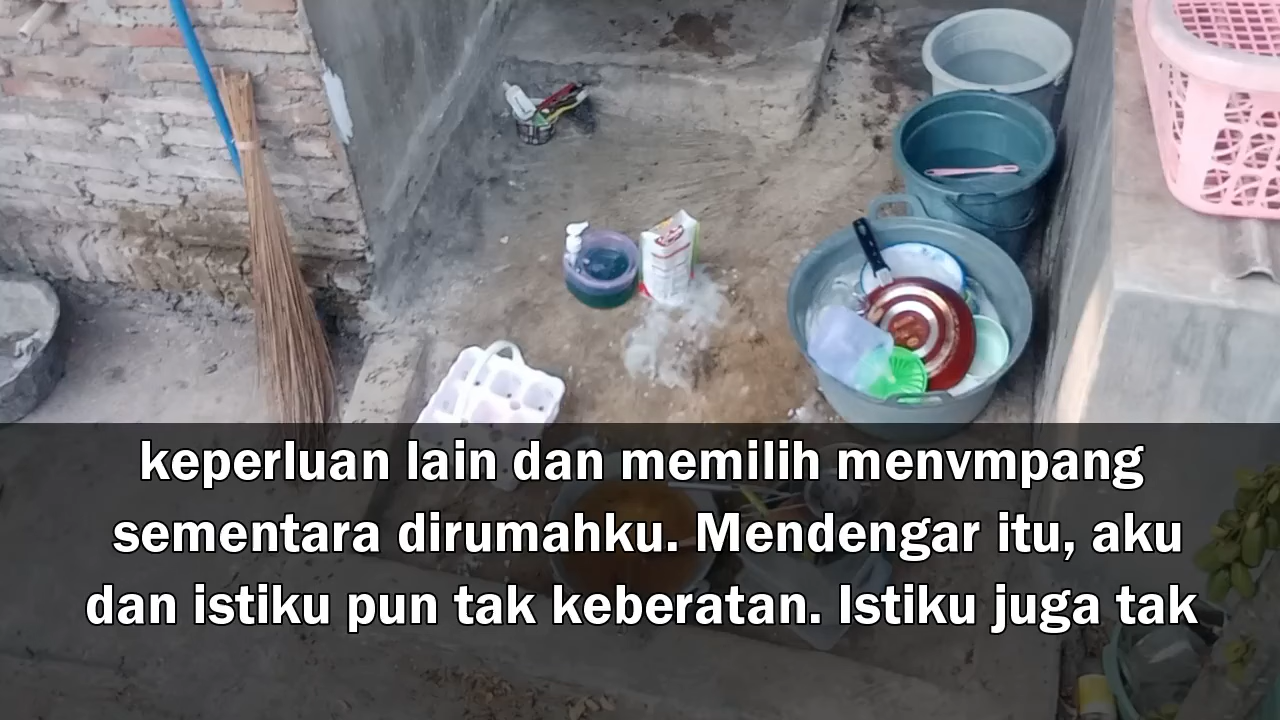 keperluan lain dan memilih menvmpang
sementara dirumahku. Mendengar itu, aku
dan istiku pun tak keberatan. Istiku juga tak